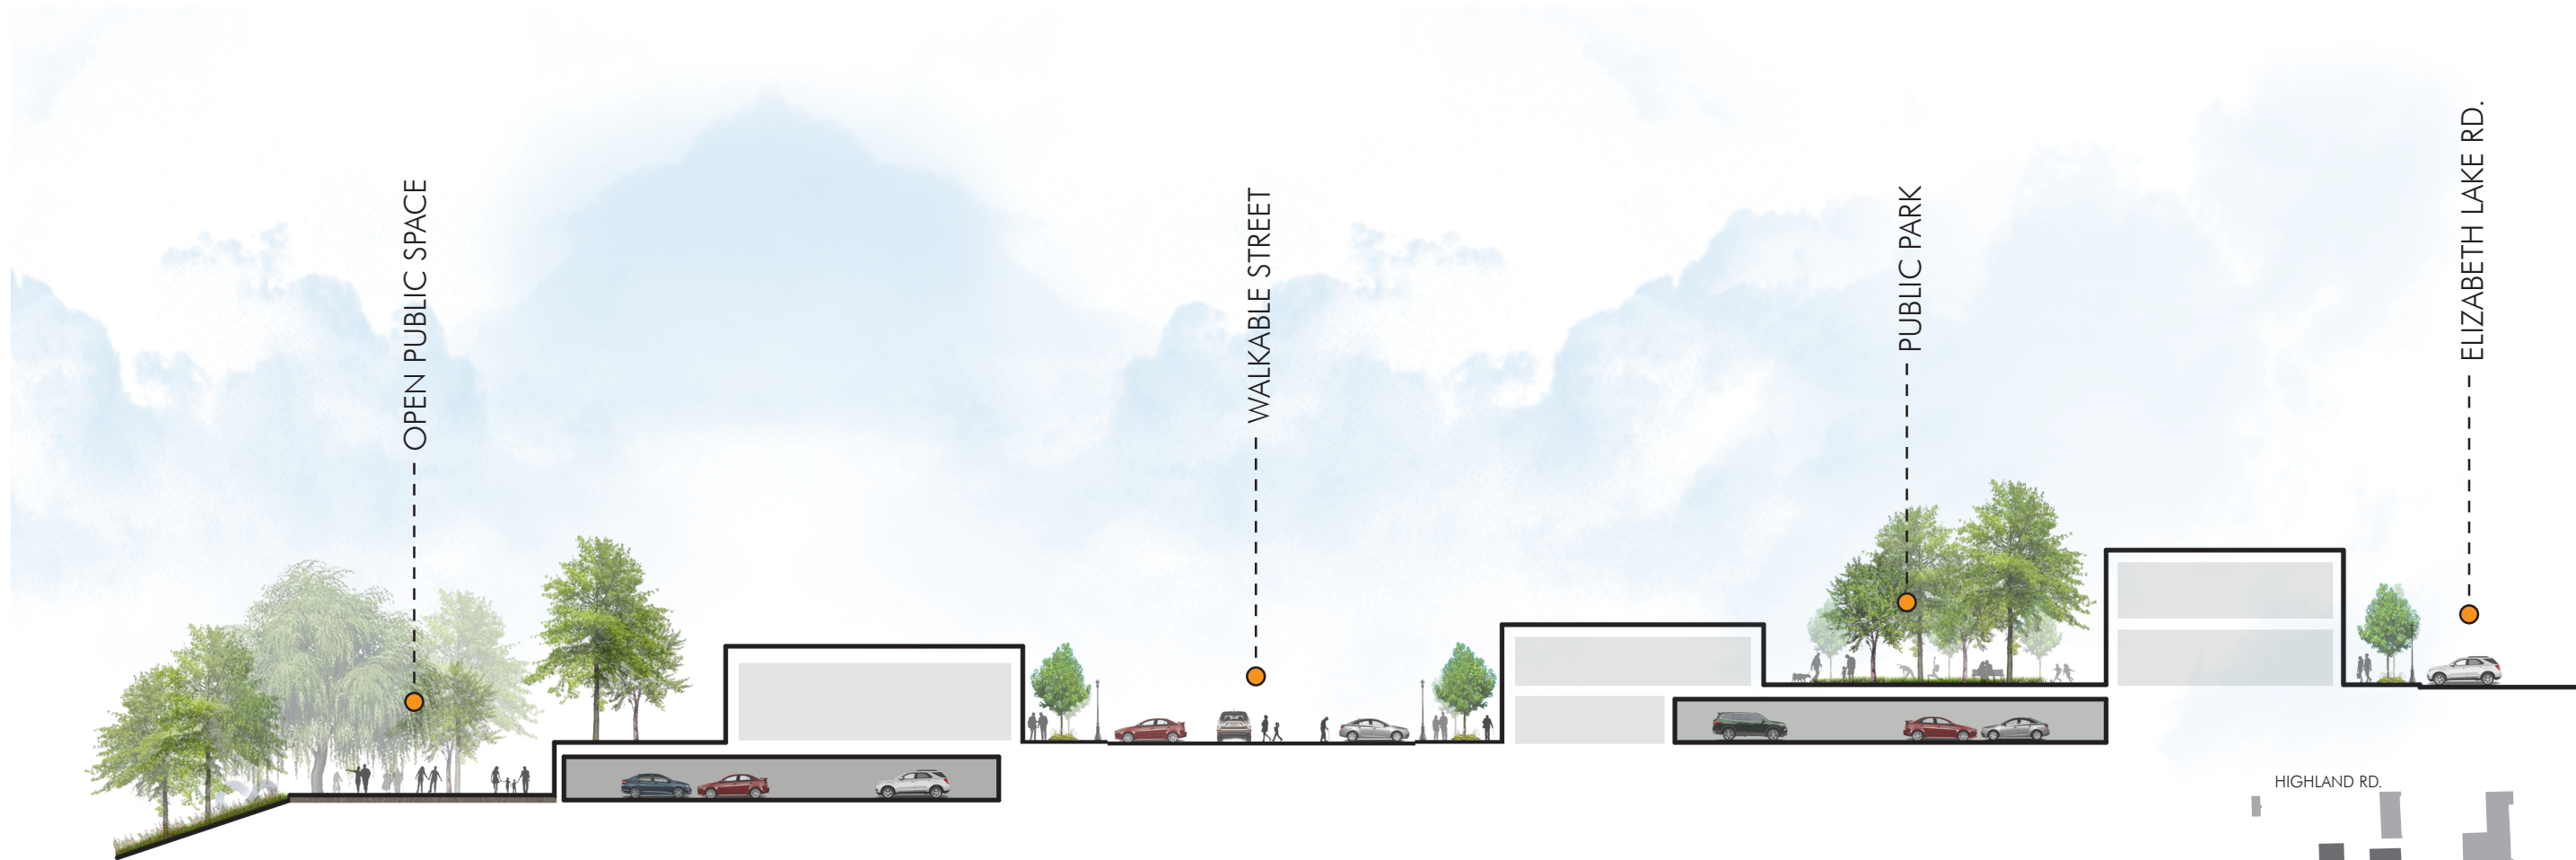 OPEN PUBLIC SPACE
WALKABLE STREET
PUBLIC PARK
ELIZABETH LAKE RD.
HIGHLAND RD.